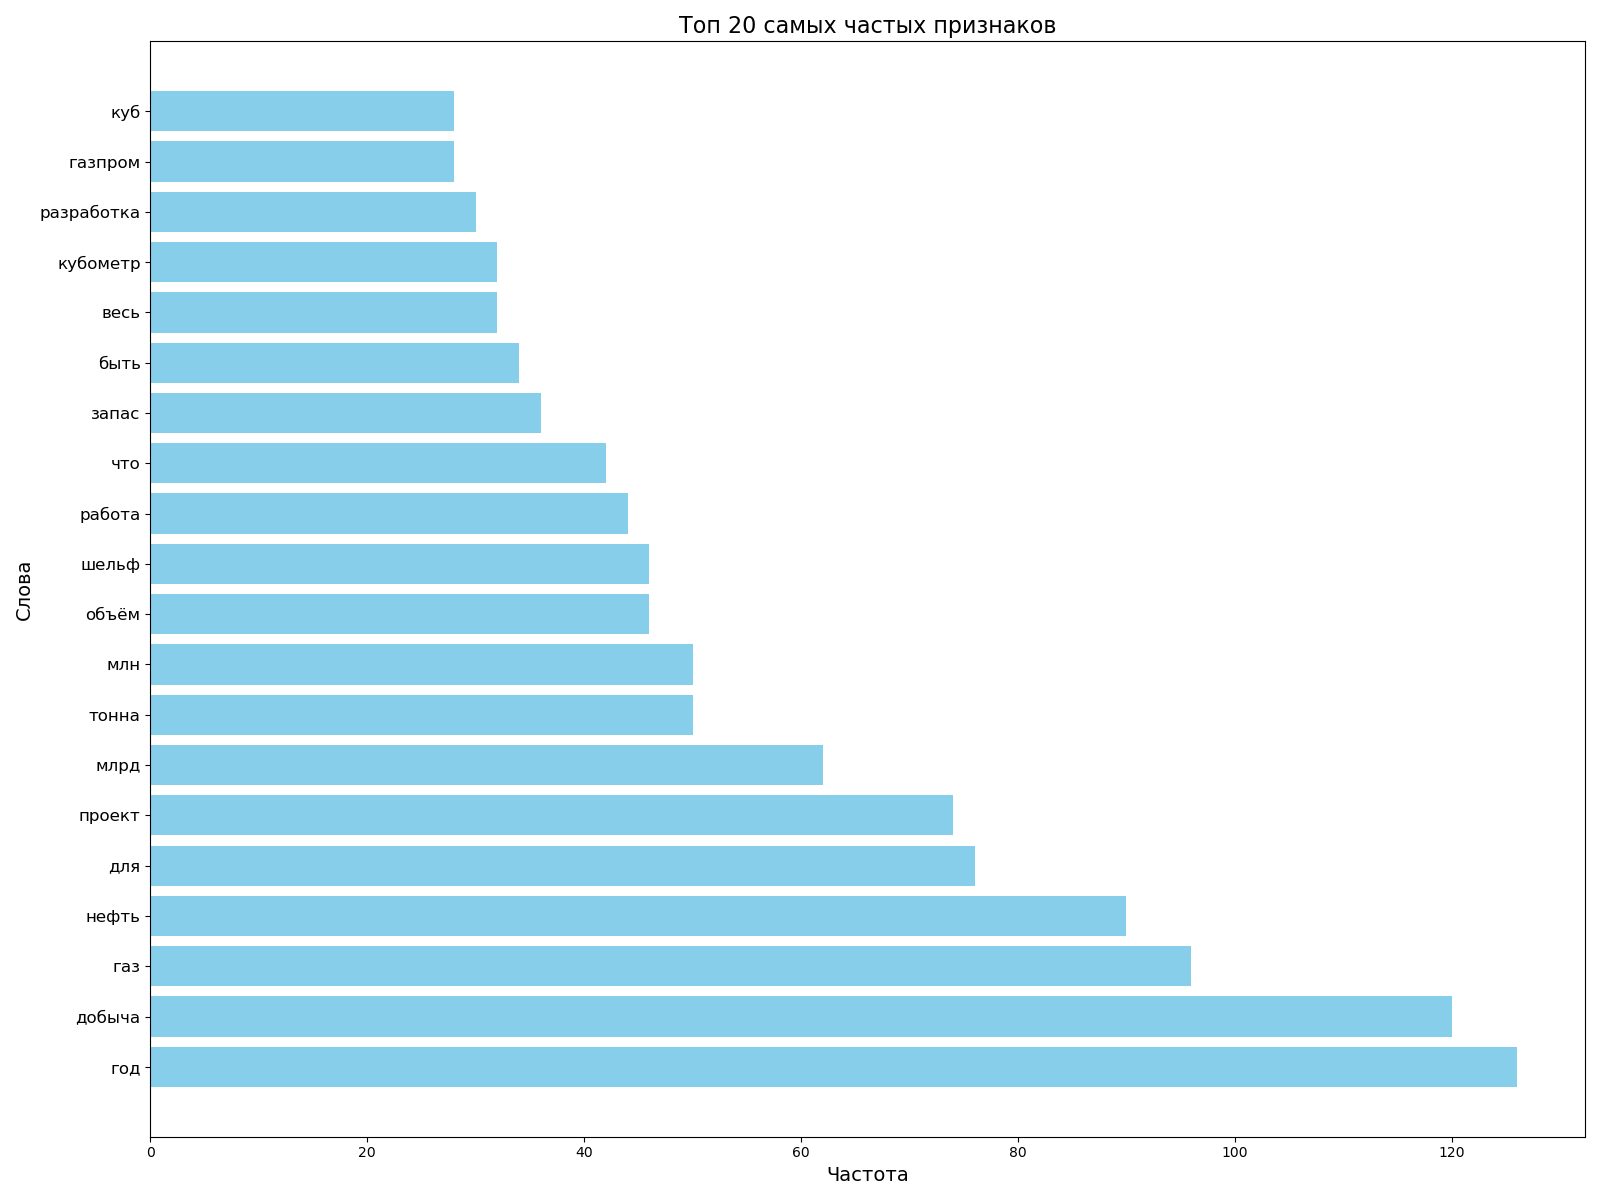 Топ 20 самых частых признаков
куб
газпром
разработка
кубометр
весь
быть
запас
что
работа
шельф
объём
млн
тонна
млрд
проект
для
нефть
газ
добыча
год
Слова
0 20 40 60 80 100 120
Частота